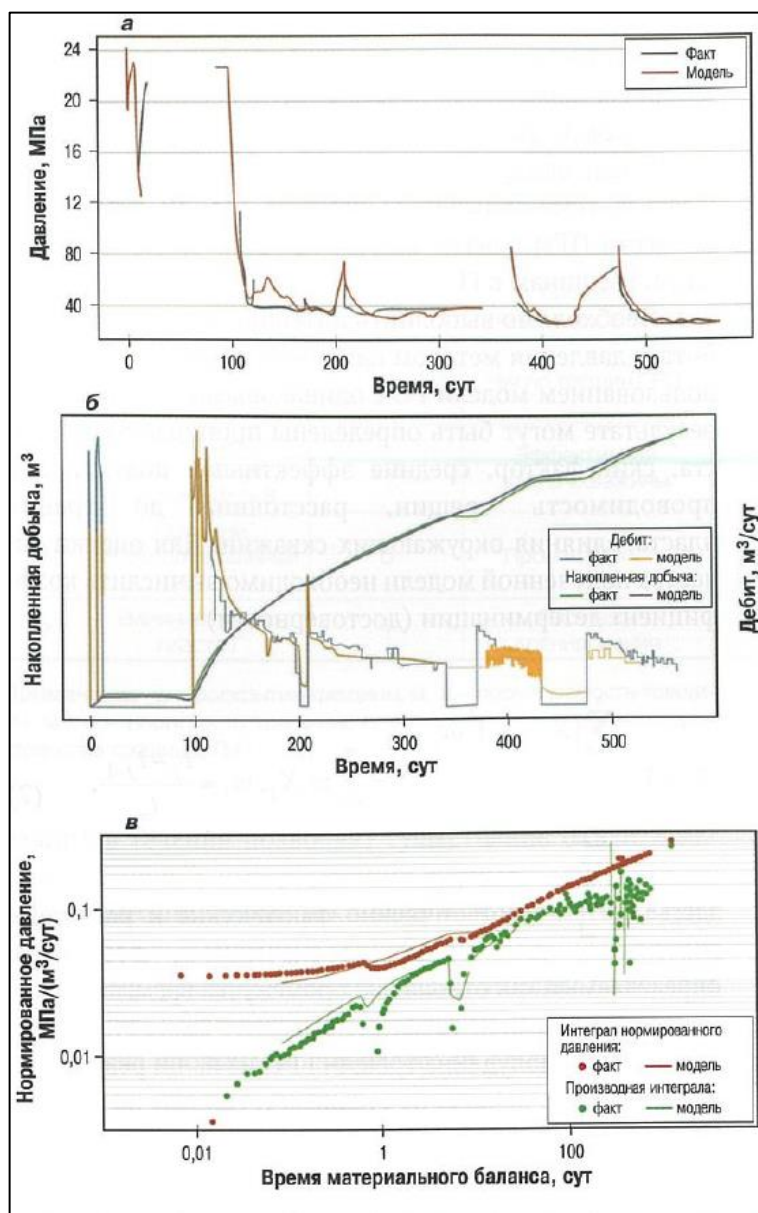 а
24
20
16
12
80
40
Давление, МПа
Факт
Модель
0
100
200
300
400
500
Время, сут
б
Накопленная добыча, м³
Дебит, м³/сут
Дебит:
факт
модель
Накопленная добыча:
факт
модель
0
100
200
300
400
500
Время, сут
в
Нормированное давление,
МПа/(м³/сут)
0,1
0,01
Интеграл нормированного
давления:
факт
модель
Производная интеграла:
факт
модель
0,01
1
100
Время материального баланса, сут